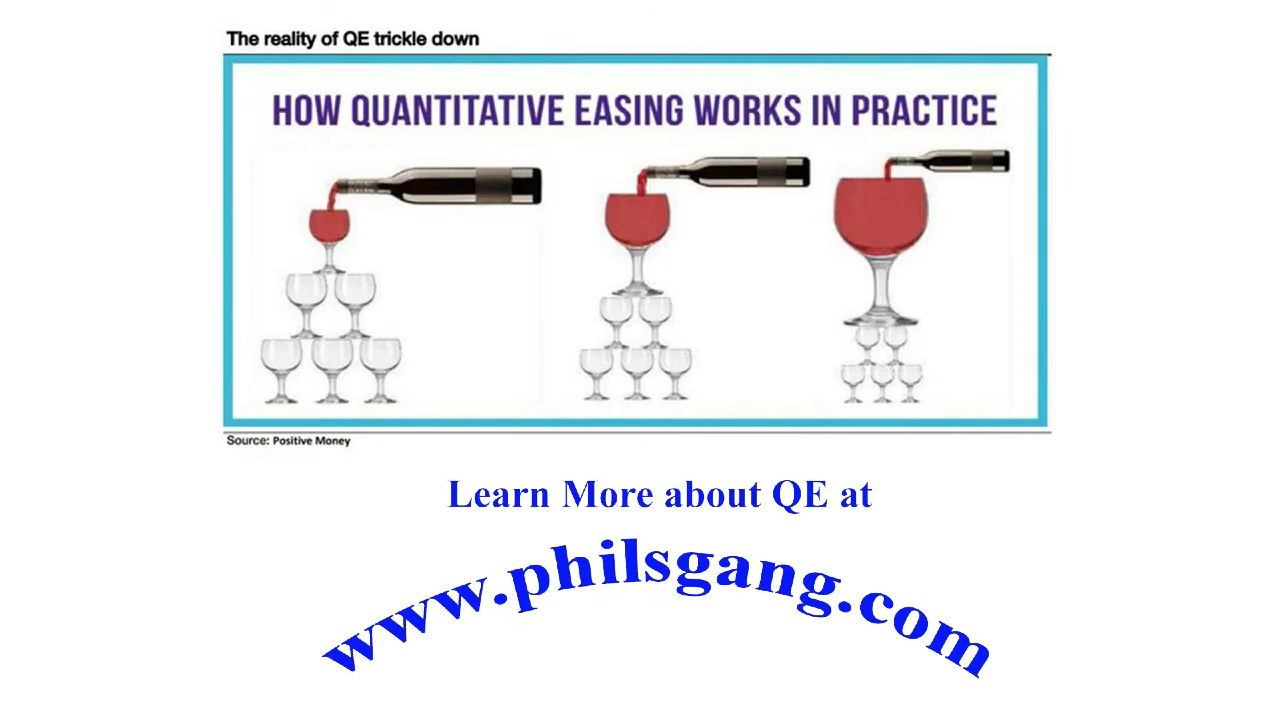 The reality of QE trickle down
HOW QUANTITATIVE EASING WORKS IN PRACTICE
Source: Positive Money
Learn More about QE at
www.philsgang.com